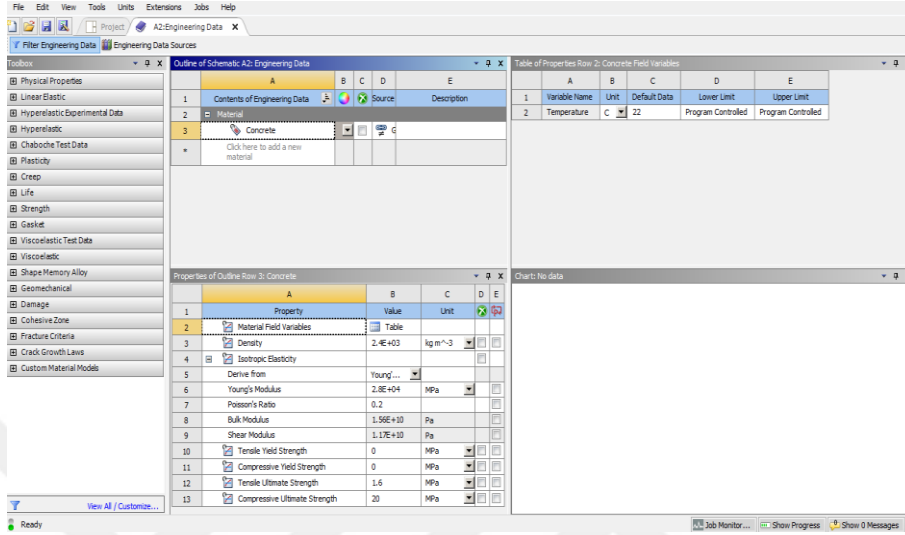 File Edit View Tools Units Extensions Jobs Help
Project A2:Engineering Data X
Filter Engineering Data Engineering Data Sources
Toolbox
Physical Properties
Linear Elastic
Hyperelastic Experimental Data
Hyperelastic
Chaboche Test Data
Plasticity
Creep
Life
Strength
Gasket
Viscoelastic Test Data
Viscoelastic
Shape Memory Alloy
Geomechanical
Damage
Cohesive Zone
Fracture Criteria
Crack Growth Laws
Custom Material Models
View All / Customize...
Outline of Schematic A2: Engineering Data
A B C D E
1 Contents of Engineering Data Source Description
2 Material
3 Concrete G
* Click here to add a new
material
Table of Properties Row 2: Concrete Field Variables
A B C D E
1 Variable Name Unit Default Data Lower Limit Upper Limit
2 Temperature C 22 Program Controlled Program Controlled
Properties of Outline Row 3: Concrete
A B C D E
1 Property Value Unit
2 Material Field Variables Table
3 Density 2.4E+03 kg m^-3
4 Isotropic Elasticity
5 Derive from Young'...
6 Young's Modulus 2.8E+04 MPa
7 Poisson's Ratio 0.2
8 Bulk Modulus 1.56E+10 Pa
9 Shear Modulus 1.17E+10 Pa
10 Tensile Yield Strength 0 MPa
11 Compressive Yield Strength 0 MPa
12 Tensile Ultimate Strength 1.6 MPa
13 Compressive Ultimate Strength 20 MPa
Chart: No data
Ready Job Monitor... Show Progress Show 0 Messages